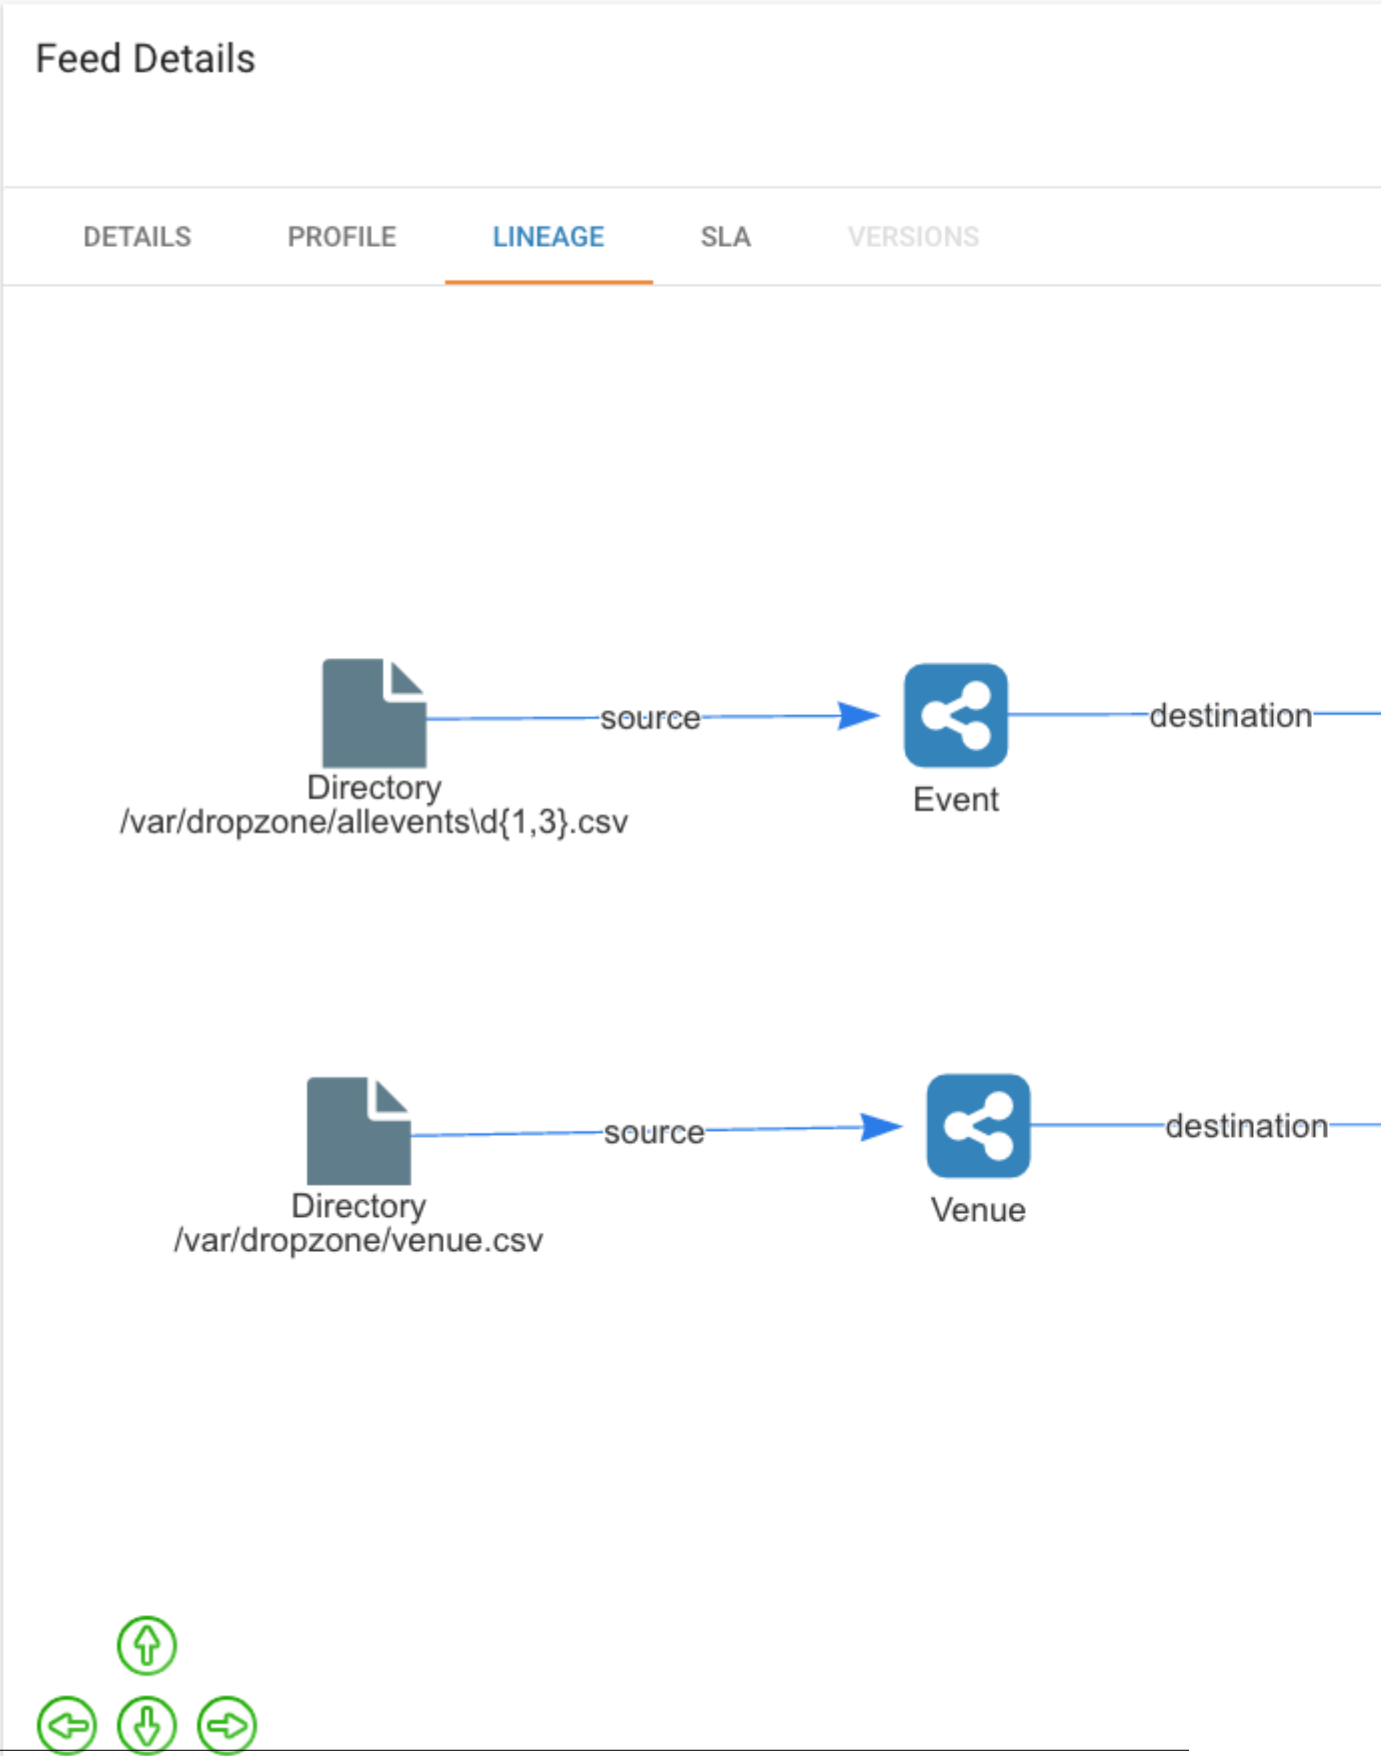 Feed Details
DETAILS PROFILE LINEAGE SLA VERSIONS
source
destination
Directory
/var/dropzone/allevents\d{1,3}.csv
Event
source
destination
Directory
/var/dropzone/venue.csv
Venue